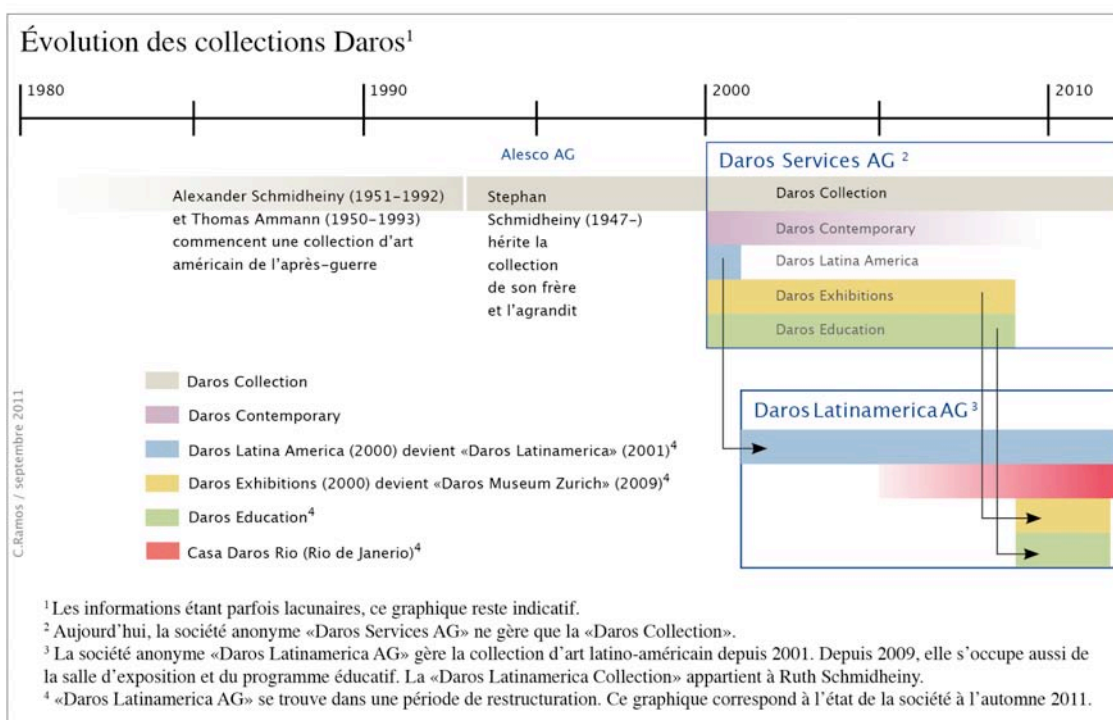 Évolution des collections Daros¹
1980 1990 2000 2010
Alesco AG
Daros Services AG ²
Alexander Schmidheiny (1951–1992)
et Thomas Ammann (1950–1993)
commencent une collection d'art
américain de l'après-guerre
Stephan
Schmidheiny (1947–)
hérite la
collection
de son frère
et l'agrandit
Daros Collection
Daros Contemporary
Daros Latina America
Daros Exhibitions
Daros Education
Daros Collection
Daros Contemporary
Daros Latina America (2000) devient «Daros Latinamerica» (2001)⁴
Daros Exhibitions (2000) devient «Daros Museum Zurich» (2009)⁴
Daros Education⁴
Casa Daros Rio (Rio de Janerio)⁴
Daros Latinamerica AG ³
C.Ramos / septembre 2011
¹ Les informations étant parfois lacunaires, ce graphique reste indicatif.
² Aujourd'hui, la société anonyme «Daros Services AG» ne gère que la «Daros Collection».
³ La société anonyme «Daros Latinamerica AG» gère la collection d'art latino-américain depuis 2001. Depuis 2009, elle s'occupe aussi de
la salle d'exposition et du programme éducatif. La «Daros Latinamerica Collection» appartient à Ruth Schmidheiny.
⁴ «Daros Latinamerica AG» se trouve dans une période de restructuration. Ce graphique correspond à l'état de la société à l'automne 2011.